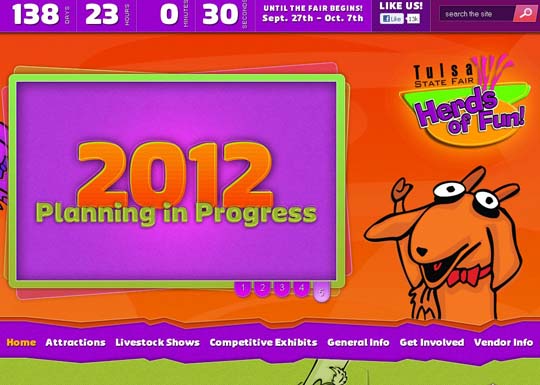 138 DAYS 23 HOURS 0 MINUTES 30 SECONDS
UNTIL THE FAIR BEGINS!
Sept. 27th - Oct. 7th
LIKE US!
Like 13k
search the site
Tulsa
STATE FAIR
Herds
of Fun!
2012
Planning in Progress
1 2 3 4 5
Home Attractions Livestock Shows Competitive Exhibits General Info Get Involved Vendor Info